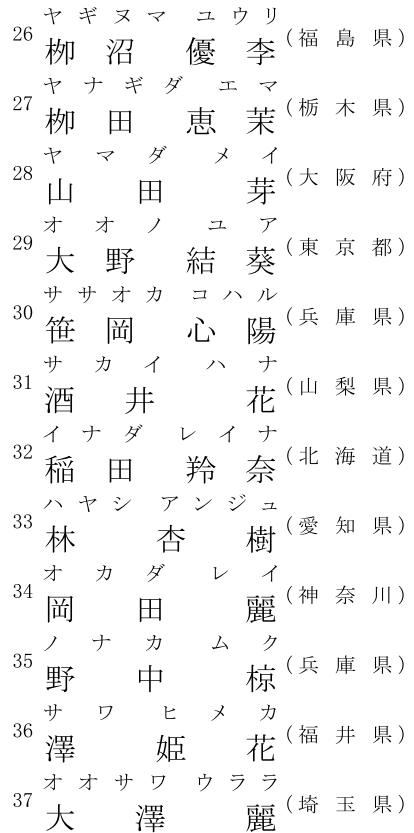 ヤギヌマ ユウリ
26 栁沼 優李 (福島県)
ヤナギダ エマ
27 栁田 恵茉 (栃木県)
ヤマダ メイ
28 山田 芽 (大阪府)
オオノ ユア
29 大野 結葵 (東京都)
ササオカ コハル
30 笹岡 心陽 (兵庫県)
サカイ ハナ
31 酒井 花 (山梨県)
イナダ レイナ
32 稲田 羚奈 (北海道)
ハヤシ アンジュ
33 林 杏樹 (愛知県)
オカダ レイ
34 岡田 麗 (神奈川)
ノナカ ムク
35 野中 椋 (兵庫県)
サワ ヒメカ
36 澤 姫花 (福井県)
オオサワ ウララ
37 大澤 麗 (埼玉県)